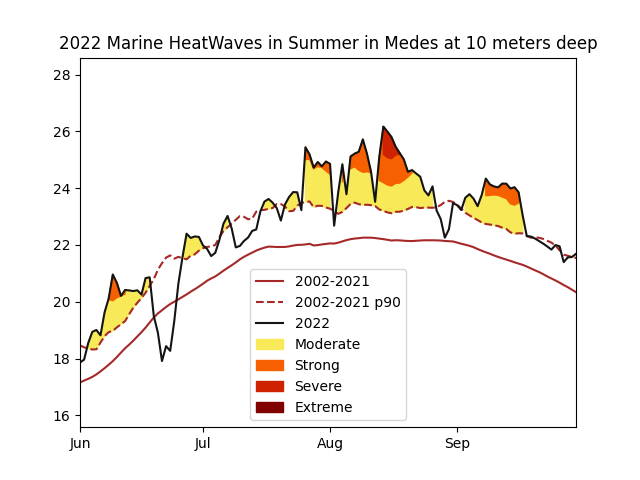 2022 Marine HeatWaves in Summer in Medes at 10 meters deep
28
26
24
22
20
18
16
Jun Jul Aug Sep
2002-2021
2002-2021 p90
2022
Moderate
Strong
Severe
Extreme